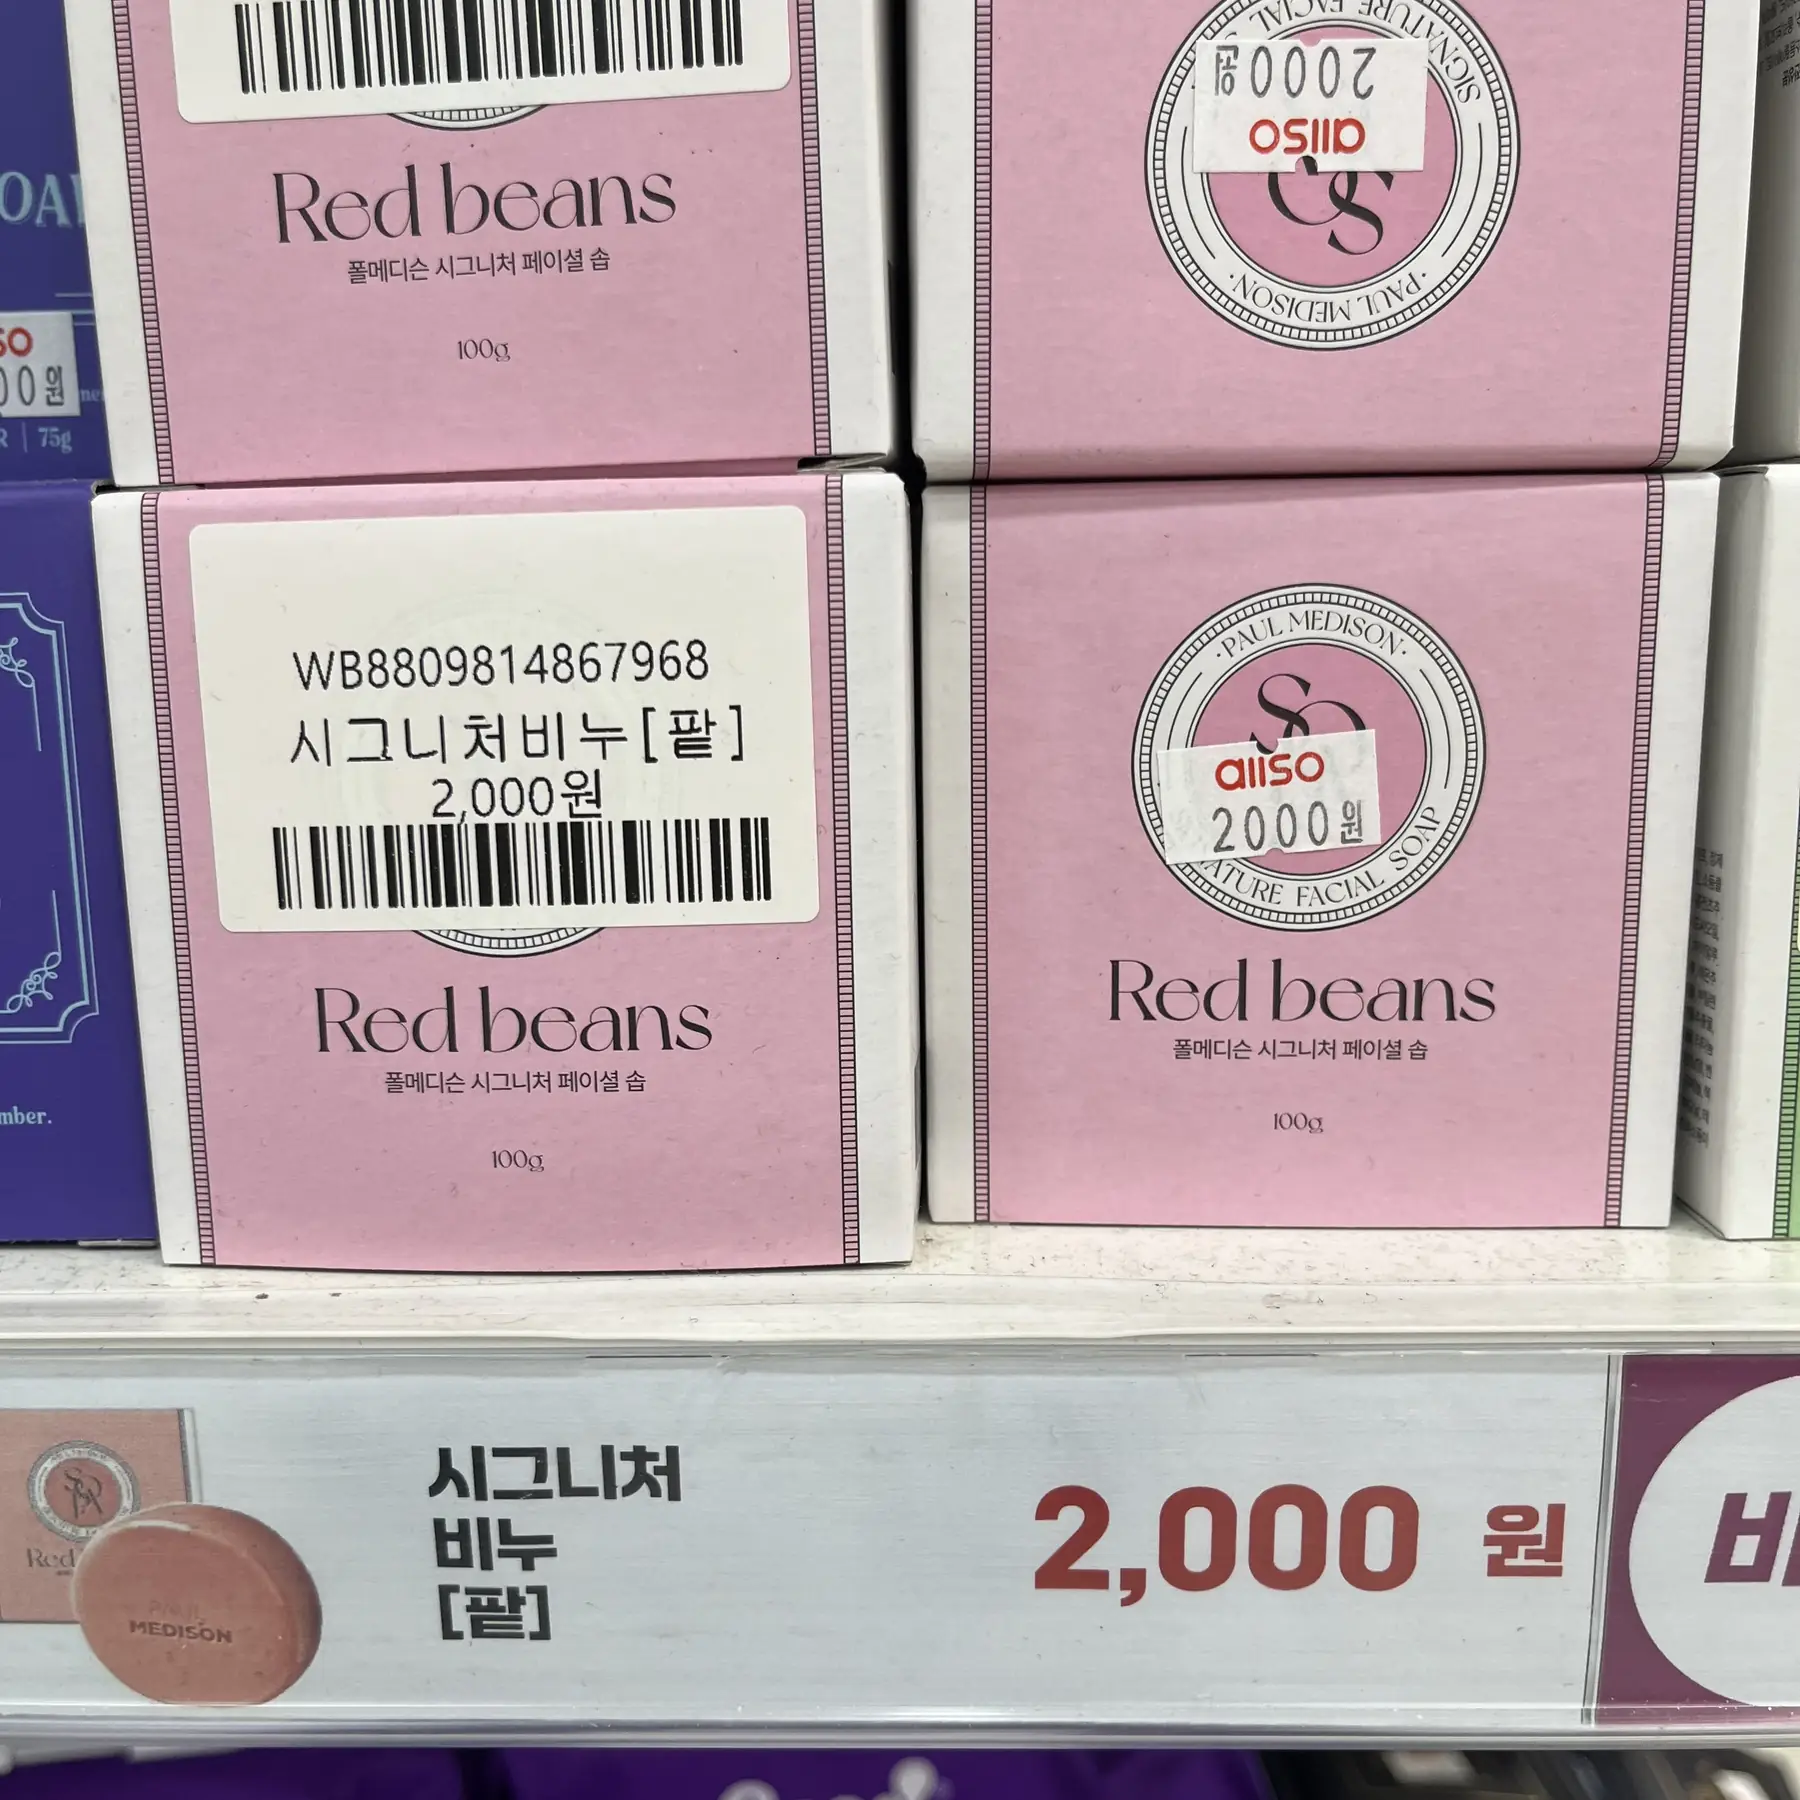 Red beans
폴메디슨 시그니처 페이셜 솝
100g
2000원
aiiso
SIGNATURE FACIAL
·PAUL MEDISON·
원
75g
WB8809814867968
시그니처비누[팥]
2,000원
Red beans
폴메디슨 시그니처 페이셜 솝
100g
·PAUL MEDISON·
aiiso
2000원
FACIAL SOAP
Red beans
폴메디슨 시그니처 페이셜 솝
100g
시그니처
비누
[팥]
2,000 원
Red
PAUL
MEDISON